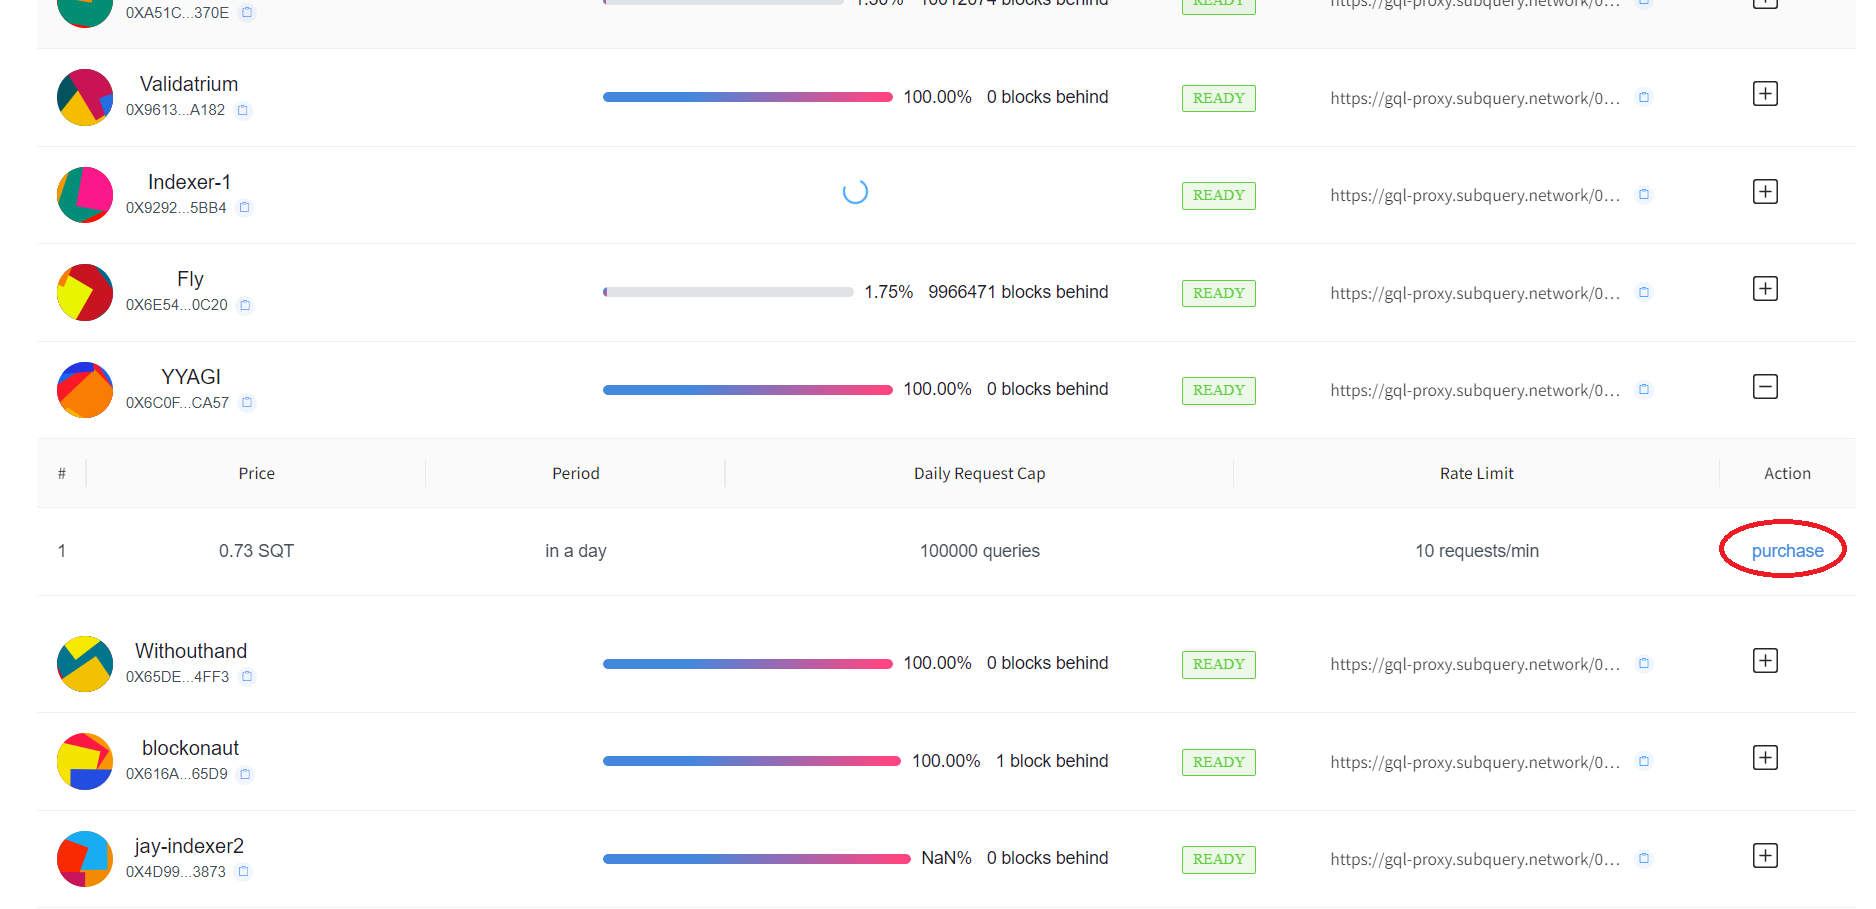 0XA51C...370E blocks behind READY https://gql-proxy.subquery.network/0...
Validatrium
0X9613...A182
100.00% 0 blocks behind READY https://gql-proxy.subquery.network/0...
Indexer-1
0X9292...5BB4
READY https://gql-proxy.subquery.network/0...
Fly
0X6E54...0C20
1.75% 9966471 blocks behind READY https://gql-proxy.subquery.network/0...
YYAGI
0X6C0F...CA57
100.00% 0 blocks behind READY https://gql-proxy.subquery.network/0...
# Price Period Daily Request Cap Rate Limit Action
1 0.73 SQT in a day 100000 queries 10 requests/min purchase
Withouthand
0X65DE...4FF3
100.00% 0 blocks behind READY https://gql-proxy.subquery.network/0...
blockonaut
0X616A...65D9
100.00% 1 block behind READY https://gql-proxy.subquery.network/0...
jay-indexer2
0X4D99...3873
NaN% 0 blocks behind READY https://gql-proxy.subquery.network/0...